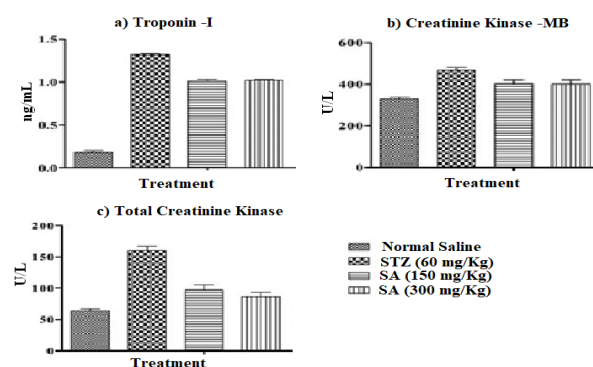 a) Troponin -I
1.5
1.0
0.5
0.0
ng/mL
Treatment
b) Creatinine Kinase -MB
600
400
200
0
U/L
Treatment
c) Total Creatinine Kinase
150
100
50
0
U/L
Treatment
Normal Saline
STZ (60 mg/Kg)
SA (150 mg/Kg)
SA (300 mg/Kg)